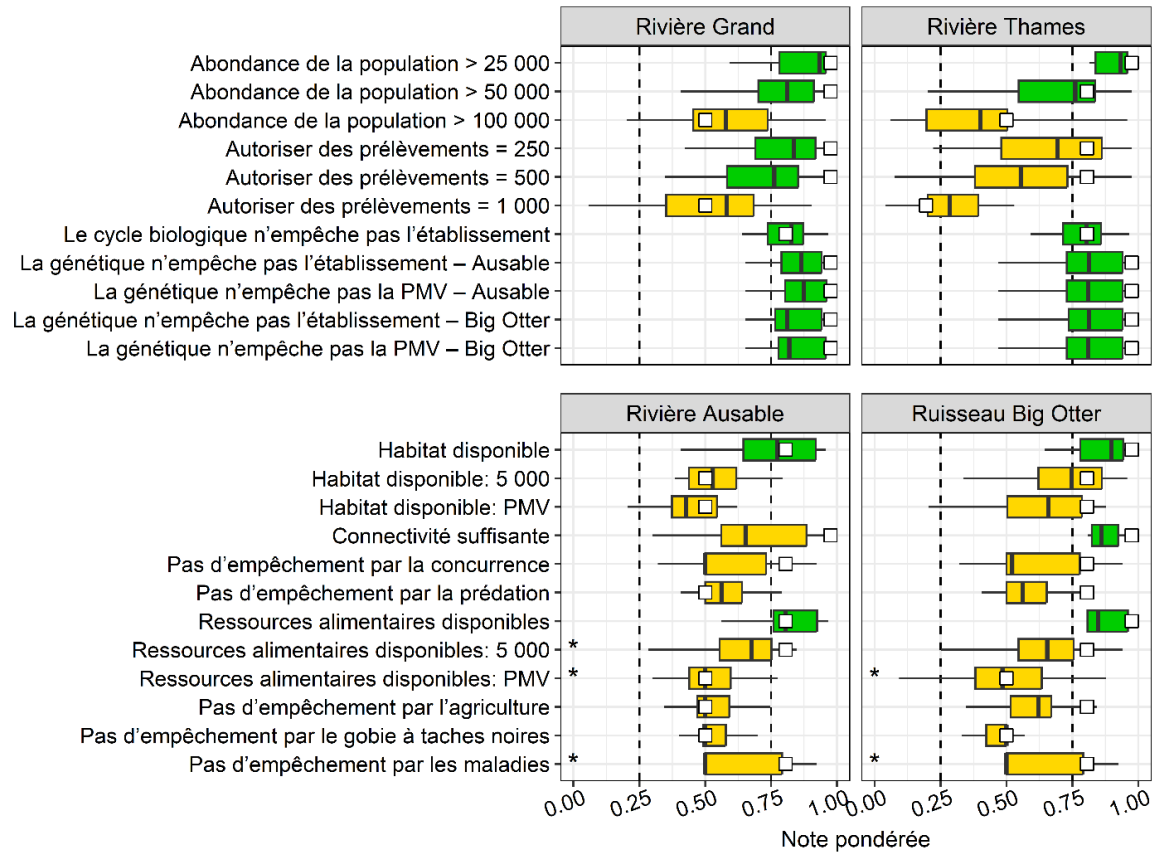 Rivière Grand
Rivière Thames
Abondance de la population > 25 000
Abondance de la population > 50 000
Abondance de la population > 100 000
Autoriser des prélèvements = 250
Autoriser des prélèvements = 500
Autoriser des prélèvements = 1 000
Le cycle biologique n’empêche pas l’établissement
La génétique n’empêche pas l’établissement – Ausable
La génétique n’empêche pas la PMV – Ausable
La génétique n’empêche pas l’établissement – Big Otter
La génétique n’empêche pas la PMV – Big Otter
Rivière Ausable
Ruisseau Big Otter
Habitat disponible
Habitat disponible: 5 000
Habitat disponible: PMV
Connectivité suffisante
Pas d’empêchement par la concurrence
Pas d’empêchement par la prédation
Ressources alimentaires disponibles
Ressources alimentaires disponibles: 5 000 *
Ressources alimentaires disponibles: PMV * *
Pas d’empêchement par l’agriculture
Pas d’empêchement par le gobie à taches noires
Pas d’empêchement par les maladies * *
0.00 0.25 0.50 0.75 1.00 0.00 0.25 0.50 0.75 1.00
Note pondérée